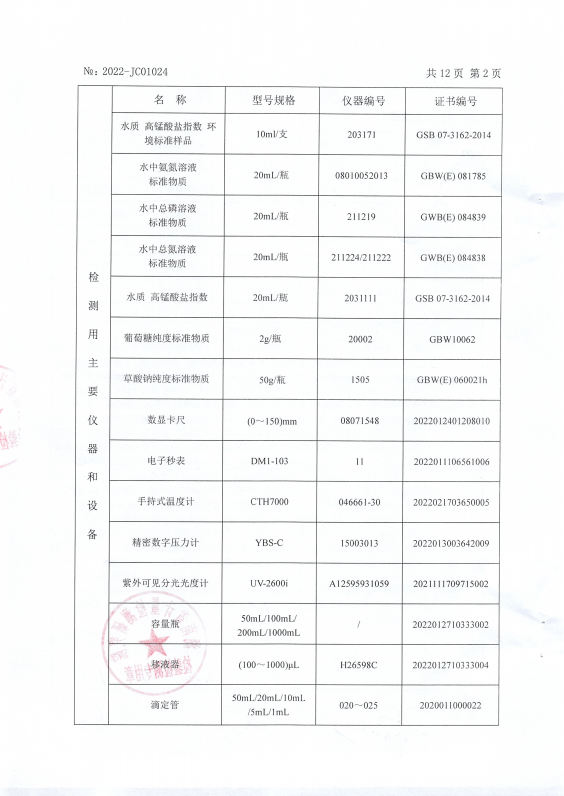 №: 2022-JC01024
共 12 页 第 2 页
检测用主要仪器和设备
名 称 型号规格 仪器编号 证书编号
水质 高锰酸盐指数 环
境标准样品
10ml/支 203171 GSB 07-3162-2014
水中氨氮溶液
标准物质
20mL/瓶 08010052013 GBW(E) 081785
水中总磷溶液
标准物质
20mL/瓶 211219 GWB(E) 084839
水中总氮溶液
标准物质
20mL/瓶 211224/211222 GWB(E) 084838
水质 高锰酸盐指数 20mL/瓶 2031111 GSB 07-3162-2014
葡萄糖纯度标准物质 2g/瓶 20002 GBW10062
草酸钠纯度标准物质 50g/瓶 1505 GBW(E) 060021h
数显卡尺 (0～150)mm 08071548 2022012401208010
电子秒表 DM1-103 11 2022011106561006
手持式温度计 CTH7000 046661-30 2022021703650005
精密数字压力计 YBS-C 15003013 2022013003642009
紫外可见分光光度计 UV-2600i A12595931059 2021111709715002
容量瓶
50mL/100mL/
200mL/1000mL
/ 2022012710333002
移液器 (100～1000)μL H26598C 2022012710333004
滴定管
50mL/20mL/10mL
/5mL/1mL
020～025 2020011000022